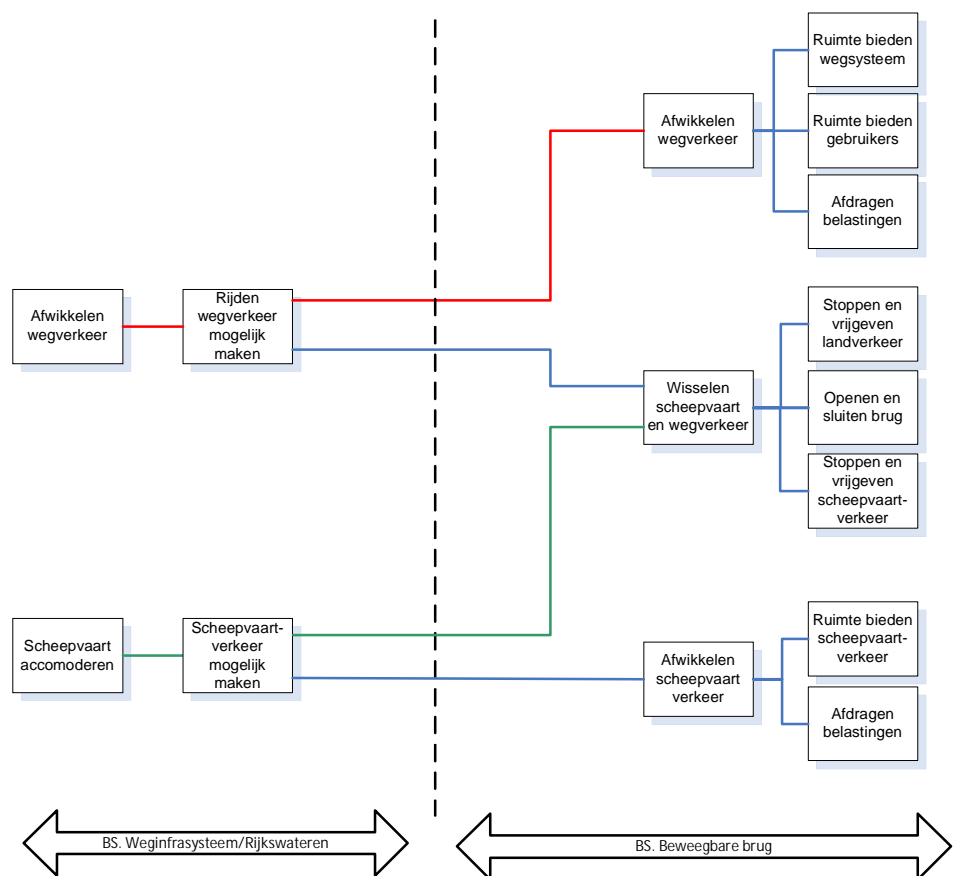 Ruimte bieden
wegsysteem
Afwikkelen
wegverkeer
Ruimte bieden
gebruikers
Afdragen
belastingen
Afwikkelen
wegverkeer
Rijden
wegverkeer
mogelijk
maken
Stoppen en
vrijgeven
landverkeer
Wisselen
scheepvaart
en wegverkeer
Openen en
sluiten brug
Stoppen en
vrijgeven
scheepvaart-
verkeer
Scheepvaart
accomoderen
Scheepvaart-
verkeer
mogelijk
maken
Afwikkelen
scheepvaart
verkeer
Ruimte bieden
scheepvaart-
verkeer
Afdragen
belastingen
BS. Weginfrasysteem/Rijkswateren
BS. Beweegbare brug